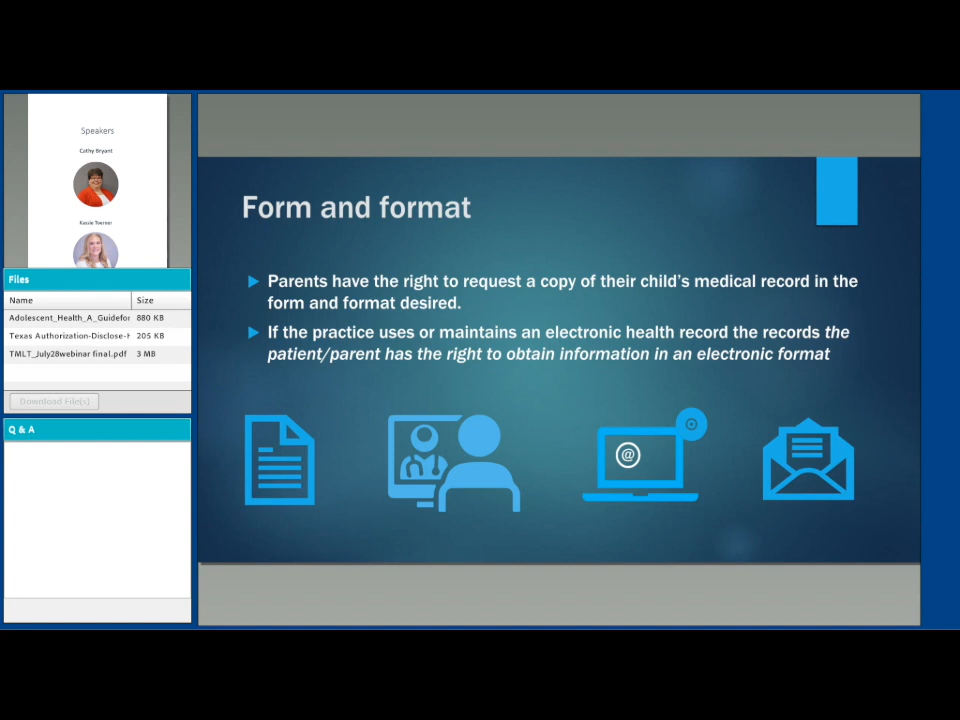 Speakers
Cathy Bryant
Kassie Toerner
Files
Name Size
Adolescent_Health_A_Guidefor 880 KB
Texas Authorization-Disclose-H 205 KB
TMLT_July28webinar final.pdf 3 MB
Download File(s)
Q & A
Form and format
Parents have the right to request a copy of their child's medical record in the
form and format desired.
If the practice uses or maintains an electronic health record the records the
patient/parent has the right to obtain information in an electronic format
@